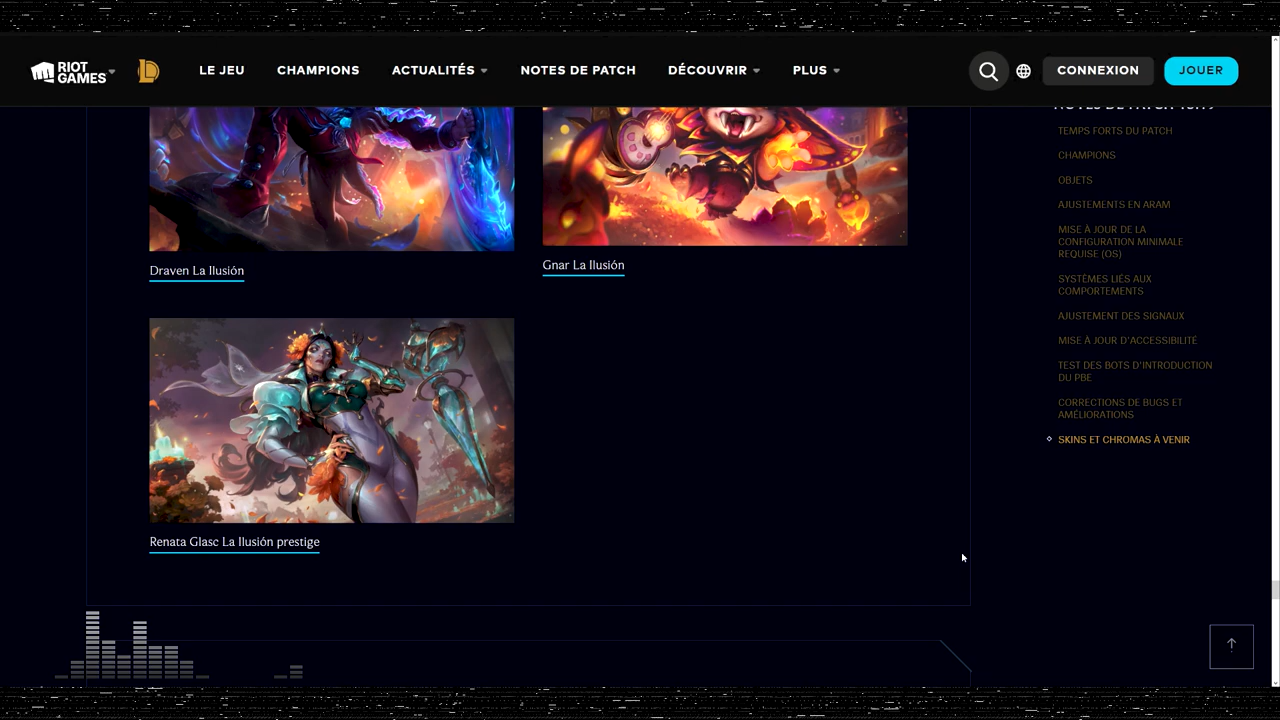 RIOT
GAMES
LE JEU
CHAMPIONS
ACTUALITÉS
NOTES DE PATCH
DÉCOUVRIR
PLUS
CONNEXION
JOUER
Draven La Ilusión
Gnar La Ilusión
Renata Glasc La Ilusión prestige
TEMPS FORTS DU PATCH
CHAMPIONS
OBJETS
AJUSTEMENTS EN ARAM
MISE À JOUR DE LA
CONFIGURATION MINIMALE
REQUISE (OS)
SYSTÈMES LIÉS AUX
COMPORTEMENTS
AJUSTEMENT DES SIGNAUX
MISE À JOUR D'ACCESSIBILITÉ
TEST DES BOTS D'INTRODUCTION
DU PBE
CORRECTIONS DE BUGS ET
AMÉLIORATIONS
SKINS ET CHROMAS À VENIR